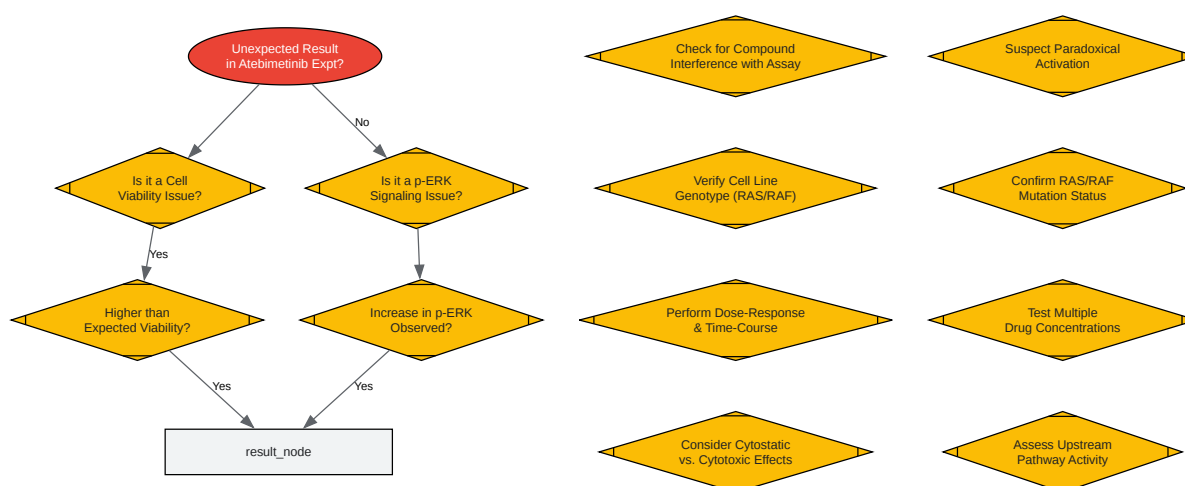 Unexpected Result
in Atebimetinib Expt?
No
Is it a Cell
Viability Issue?
Is it a p-ERK
Signaling Issue?
Yes
Higher than
Expected Viability?
Increase in p-ERK
Observed?
Yes
Yes
result_node
Check for Compound
Interference with Assay
Suspect Paradoxical
Activation
Verify Cell Line
Genotype (RAS/RAF)
Confirm RAS/RAF
Mutation Status
Perform Dose-Response
& Time-Course
Test Multiple
Drug Concentrations
Consider Cytostatic
vs. Cytotoxic Effects
Assess Upstream
Pathway Activity